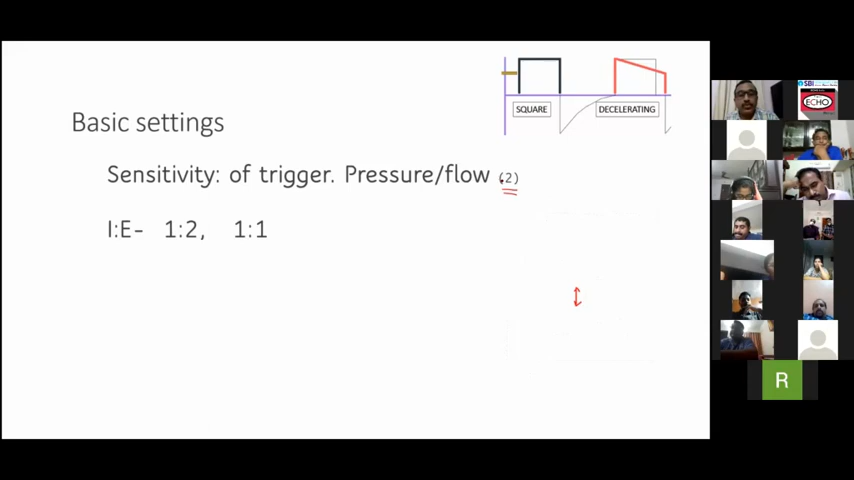 SQUARE
DECELERATING
Basic settings
Sensitivity: of trigger. Pressure/flow (2)
I:E- 1:2, 1:1
SBI
ECHO
R